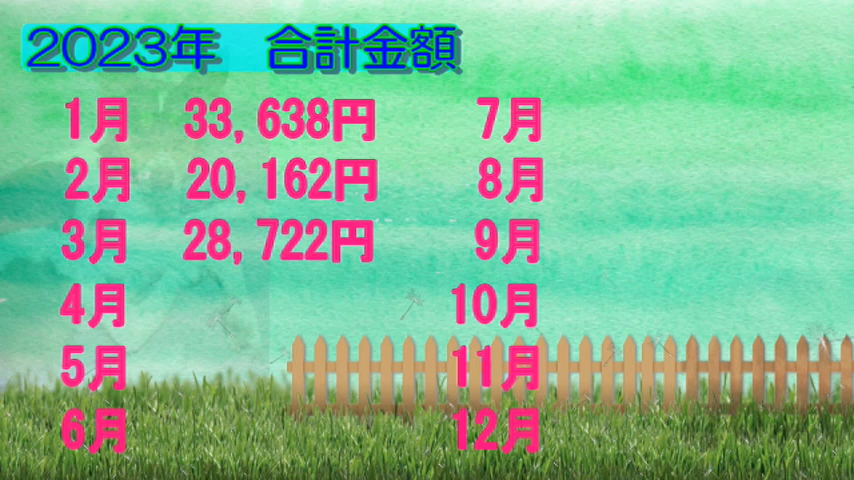 2023年　合計金額
1月　33,638円　7月
2月　20,162円　8月
3月　28,722円　9月
4月　10月
5月　11月
6月　12月